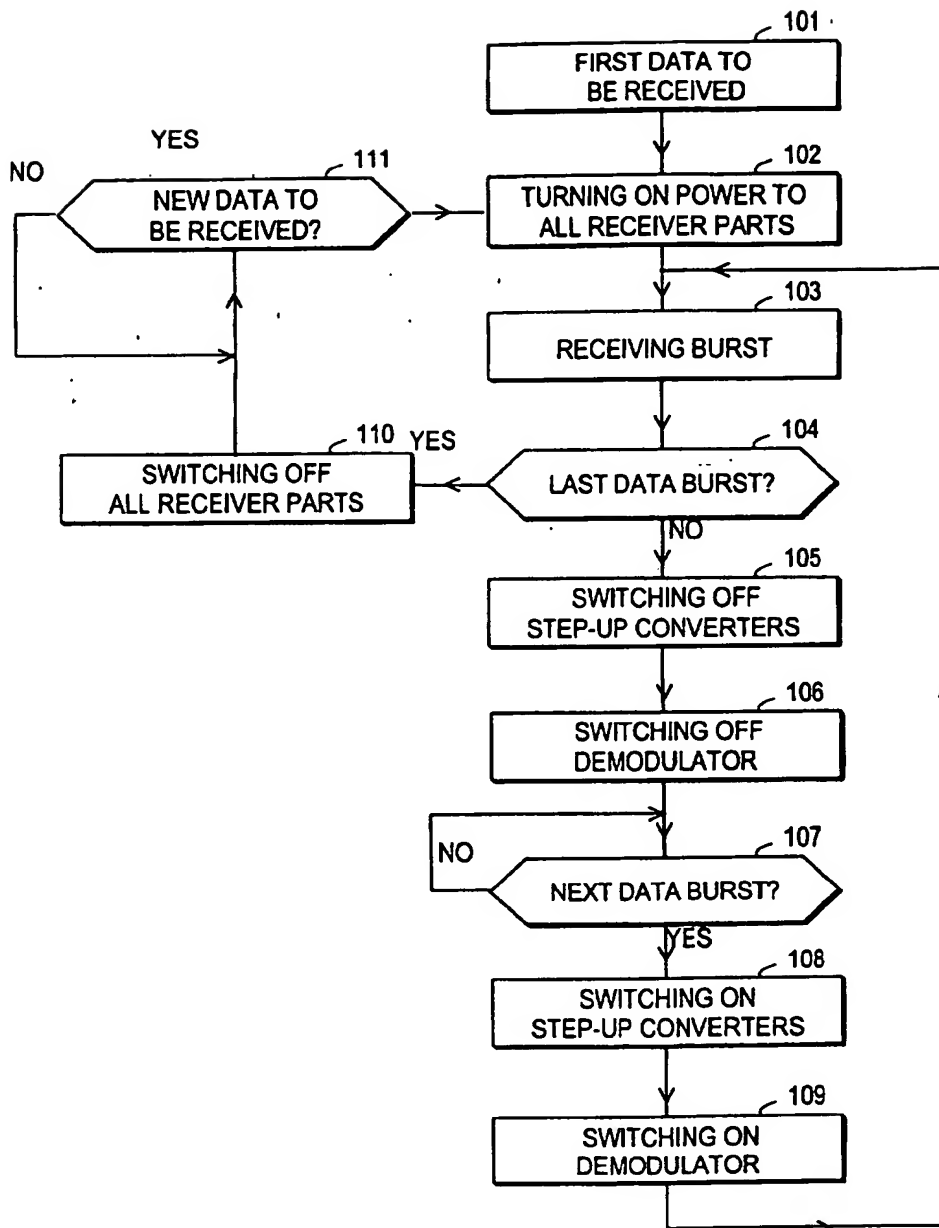 101
FIRST DATA TO
BE RECEIVED
YES
NO
111
NEW DATA TO
BE RECEIVED?
102
TURNING ON POWER TO
ALL RECEIVER PARTS
103
RECEIVING BURST
104
LAST DATA BURST?
YES
110
SWITCHING OFF
ALL RECEIVER PARTS
NO
105
SWITCHING OFF
STEP-UP CONVERTERS
106
SWITCHING OFF
DEMODULATOR
107
NO
NEXT DATA BURST?
YES
108
SWITCHING ON
STEP-UP CONVERTERS
109
SWITCHING ON
DEMODULATOR